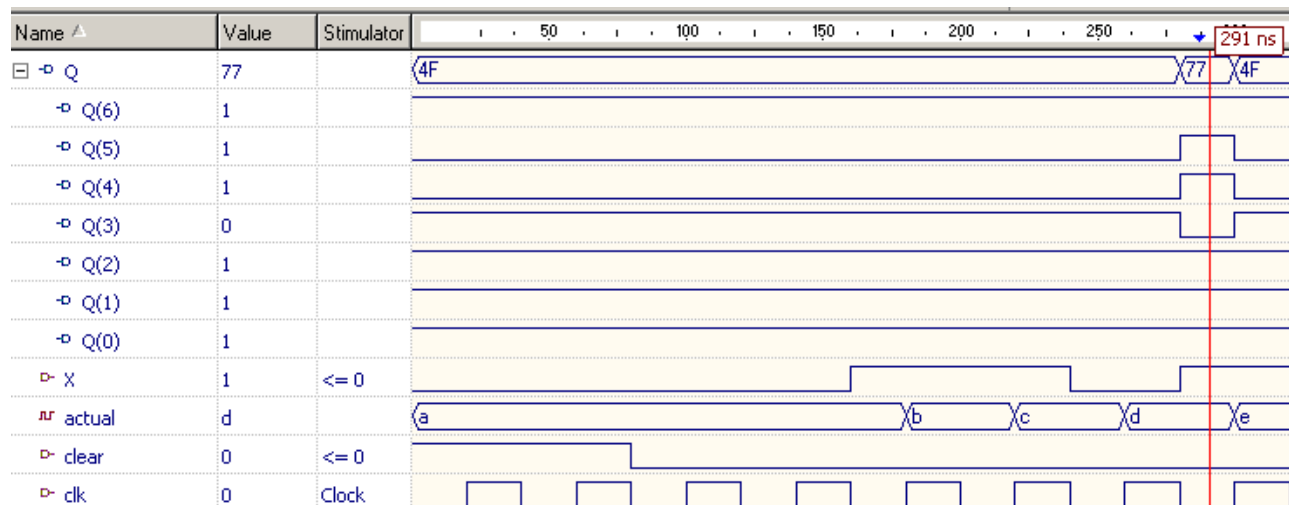 Name Value Stimulator 50 100 150 200 250
291 ns
Q 77 4F 77 4F
Q(6) 1
Q(5) 1
Q(4) 1
Q(3) 0
Q(2) 1
Q(1) 1
Q(0) 1
X 1 <= 0
actual d a b c d e
clear 0 <= 0
clk 0 Clock